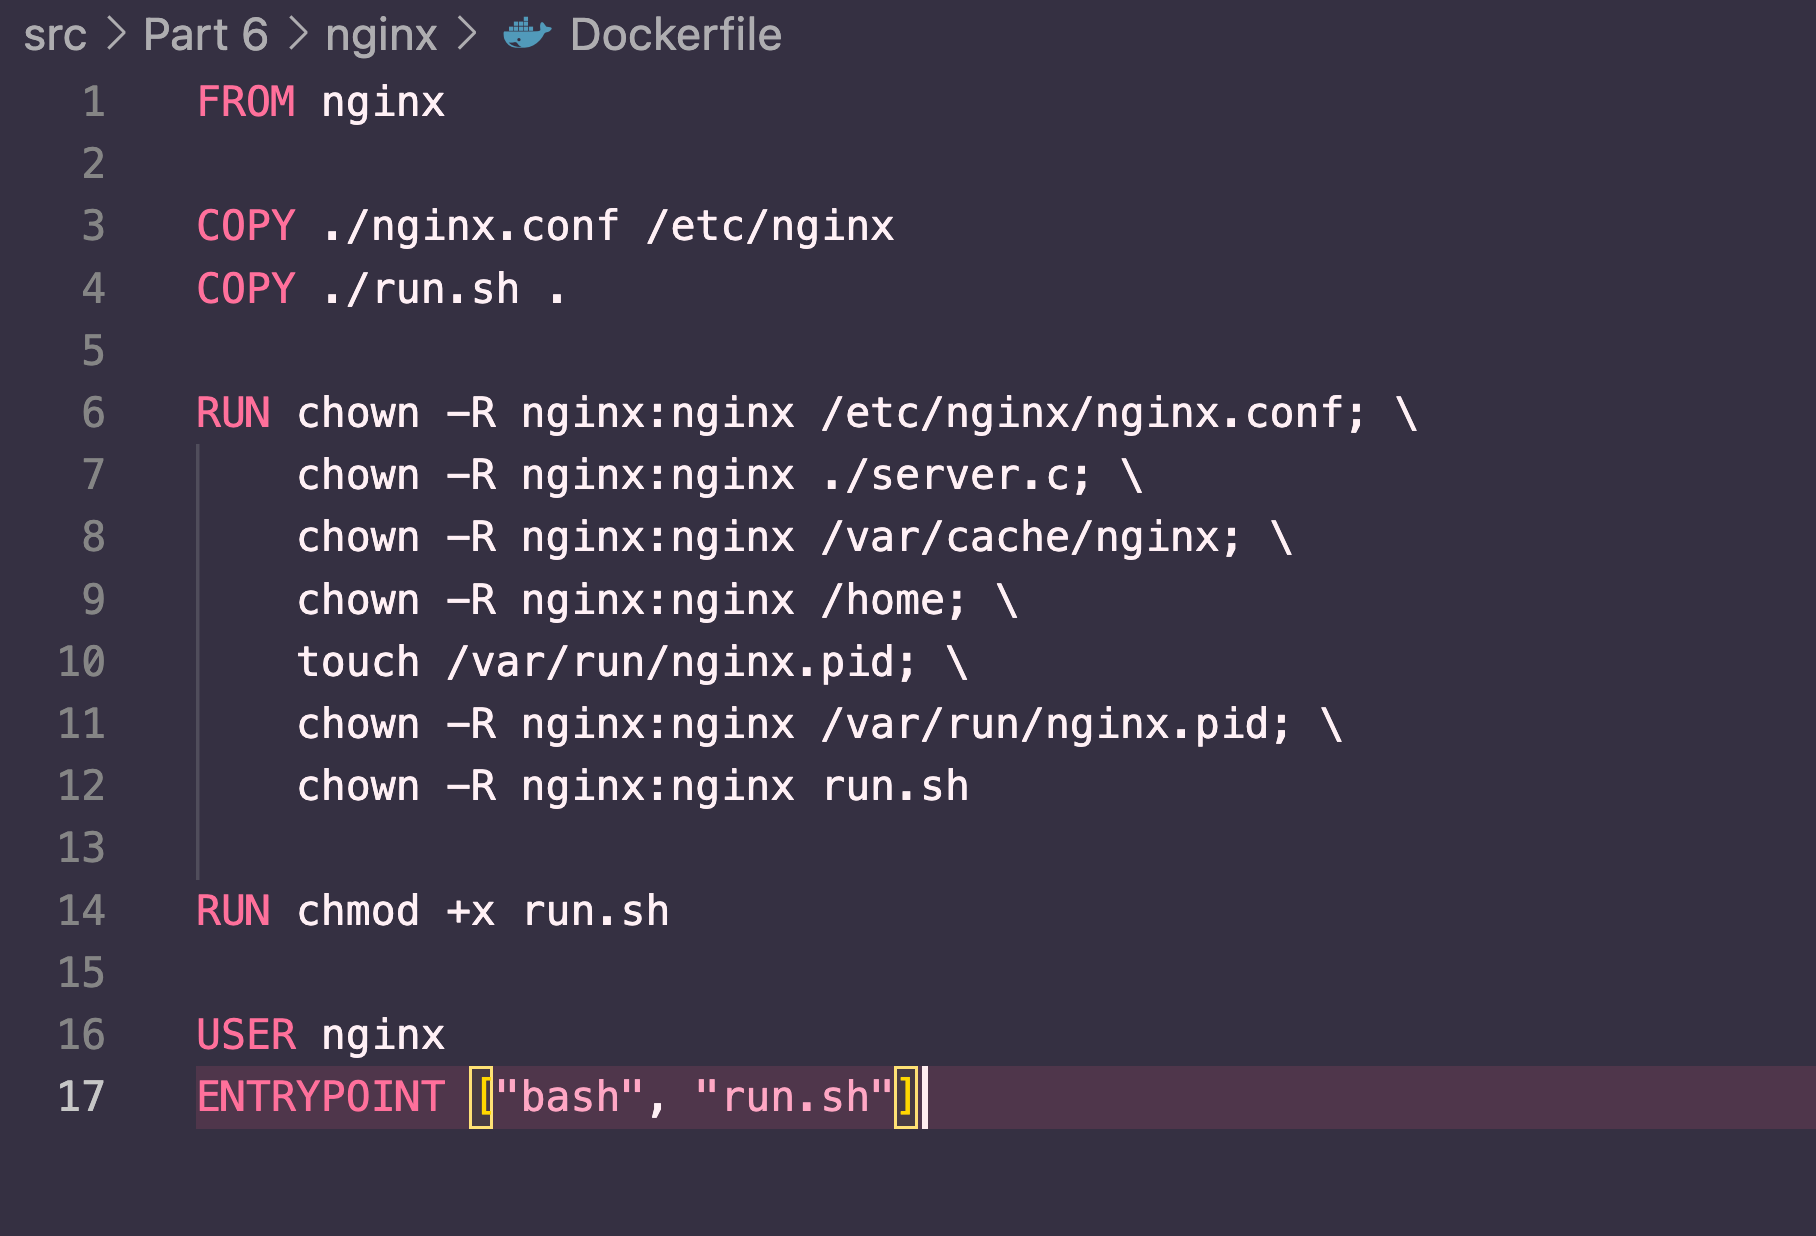 src > Part 6 > nginx > Dockerfile
1 FROM nginx
2
3 COPY ./nginx.conf /etc/nginx
4 COPY ./run.sh .
5
6 RUN chown -R nginx:nginx /etc/nginx/nginx.conf; \
7     chown -R nginx:nginx ./server.c; \
8     chown -R nginx:nginx /var/cache/nginx; \
9     chown -R nginx:nginx /home; \
10     touch /var/run/nginx.pid; \
11     chown -R nginx:nginx /var/run/nginx.pid; \
12     chown -R nginx:nginx run.sh
13
14 RUN chmod +x run.sh
15
16 USER nginx
17 ENTRYPOINT ["bash", "run.sh"]